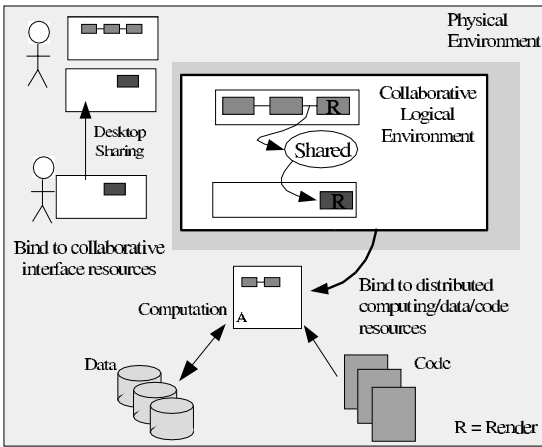 Physical
Environment
Collaborative
Logical
Environment
R
Shared
R
Desktop
Sharing
Bind to collaborative
interface resources
Computation
A
Bind to distributed
computing/data/code
resources
Data
Code
R = Render